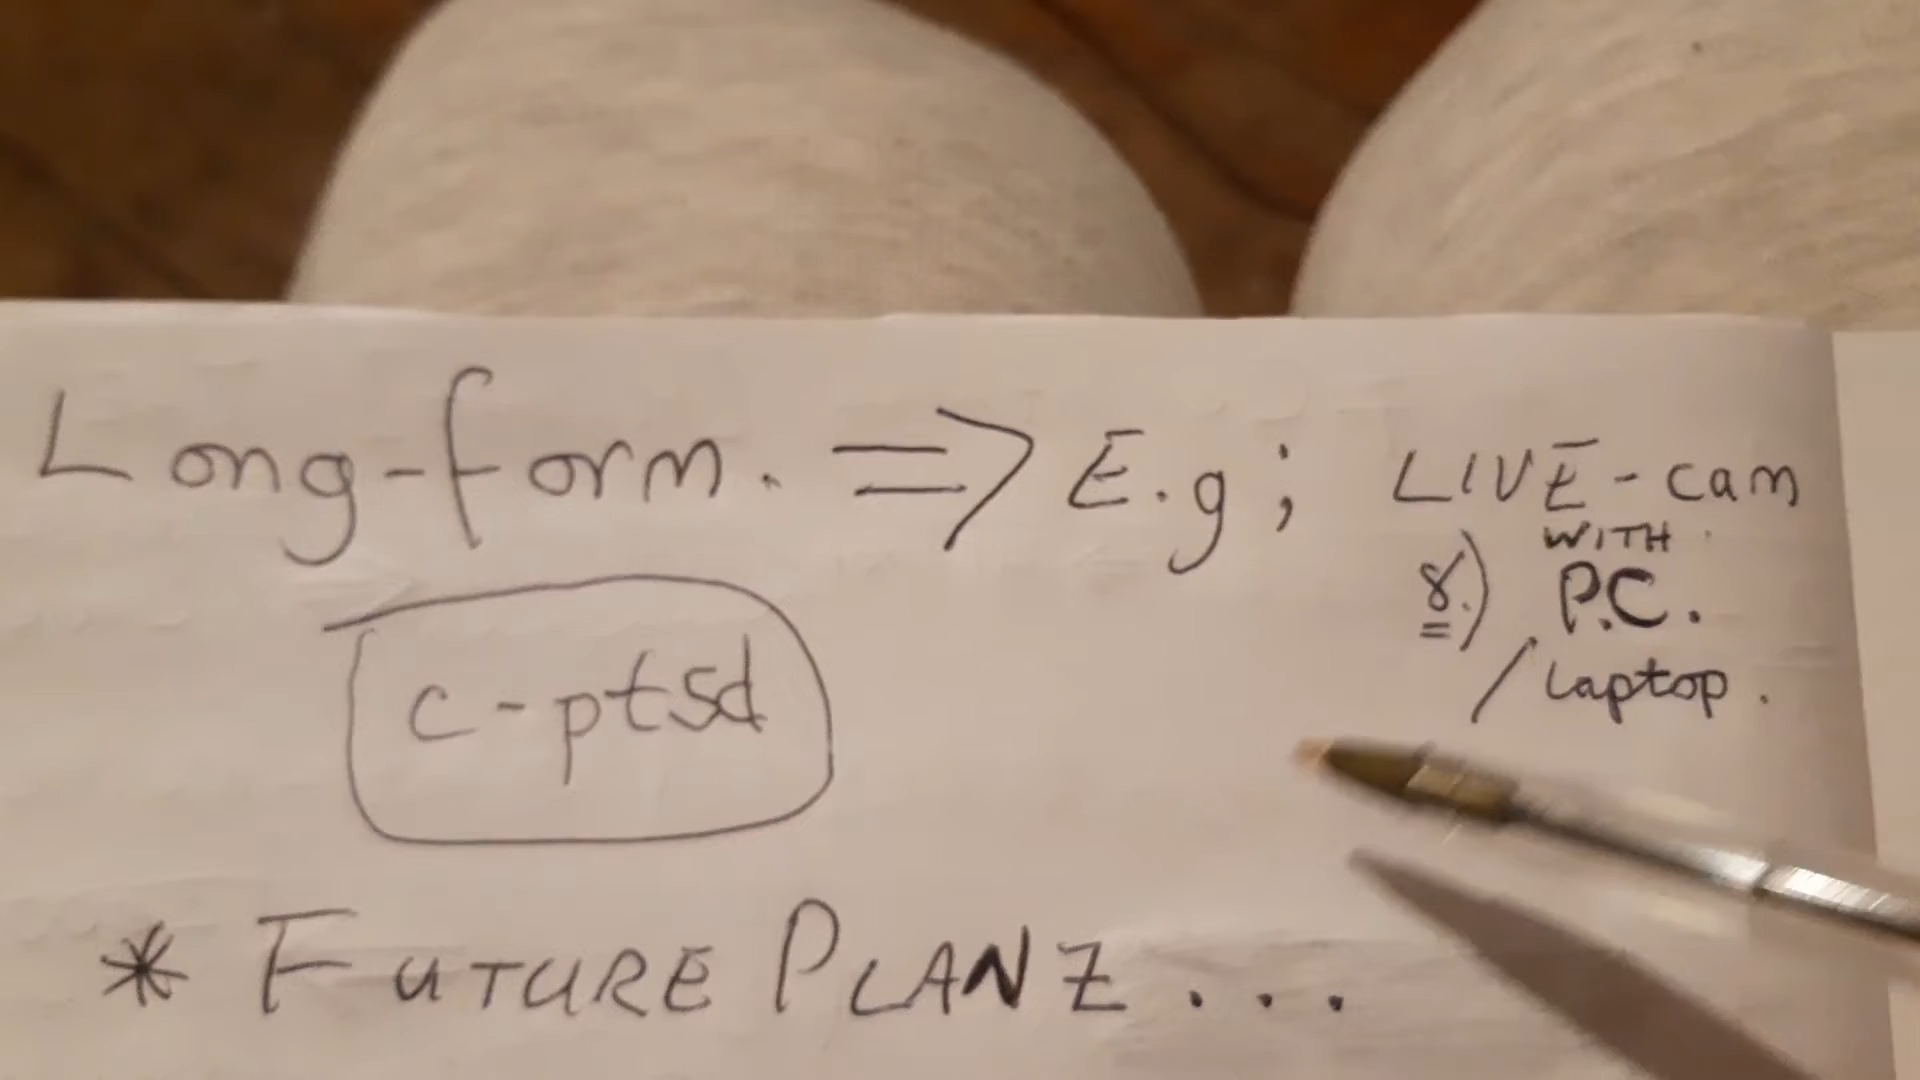 Long-form. => E.g; LIVE-cam
WITH
8.) P.C.
/ Laptop.
c-ptsd
* FUTURE PLANZ...